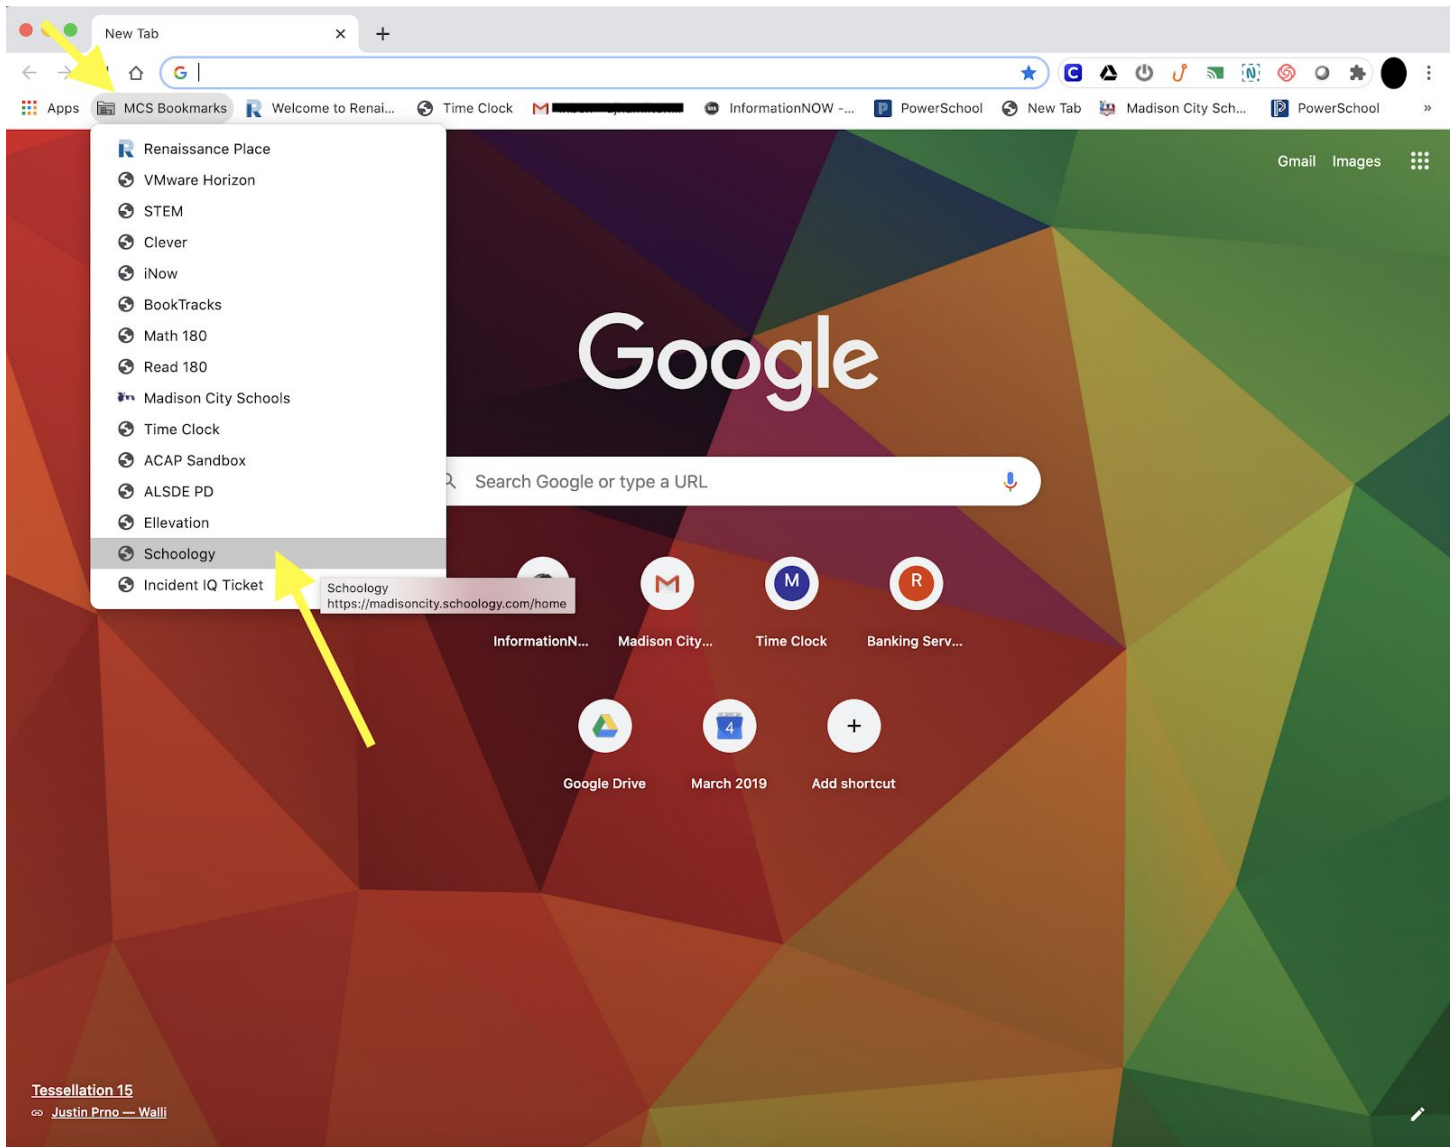 New Tab
Apps
MCS Bookmarks
Welcome to Renai...
Time Clock
InformationNOW -...
PowerSchool
New Tab
Madison City Sch...
PowerSchool
»
Gmail Images
Renaissance Place
VMware Horizon
STEM
Clever
iNow
BookTracks
Math 180
Read 180
Madison City Schools
Time Clock
ACAP Sandbox
ALSDE PD
Ellevation
Schoology
Incident IQ Ticket
Schoology
https://madisoncity.schoology.com/home
Google
Search Google or type a URL
M
R
InformationN...
Madison City...
Time Clock
Banking Serv...
4
Google Drive
March 2019
Add shortcut
Tessellation 15
Justin Prno — Walli